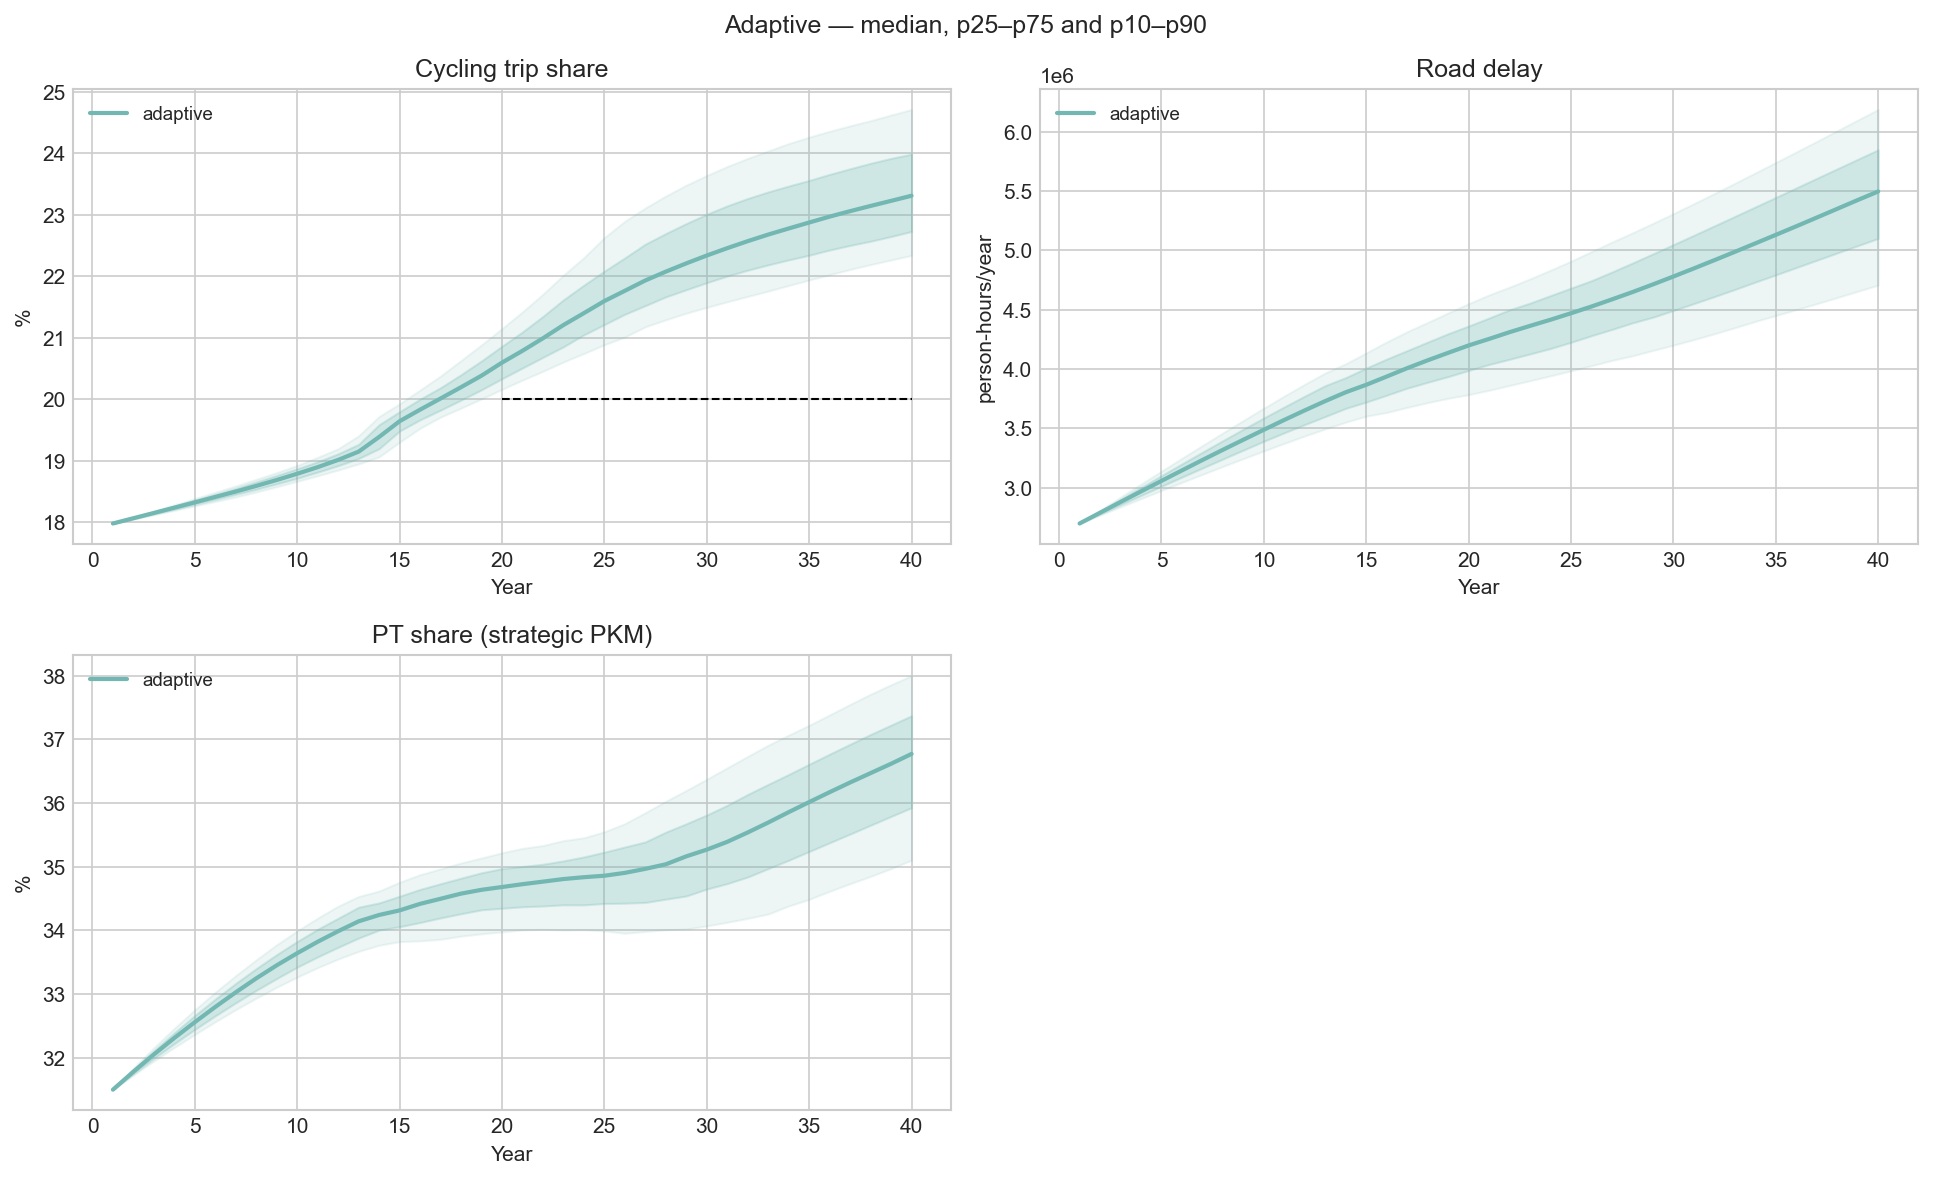 Adaptive — median, p25–p75 and p10–p90
Cycling trip share
adaptive
25
24
23
22
21
20
19
18
%
0 5 10 15 20 25 30 35 40
Year
Road delay
1e6
adaptive
6.0
5.5
5.0
4.5
4.0
3.5
3.0
person-hours/year
0 5 10 15 20 25 30 35 40
Year
PT share (strategic PKM)
adaptive
38
37
36
35
34
33
32
%
0 5 10 15 20 25 30 35 40
Year